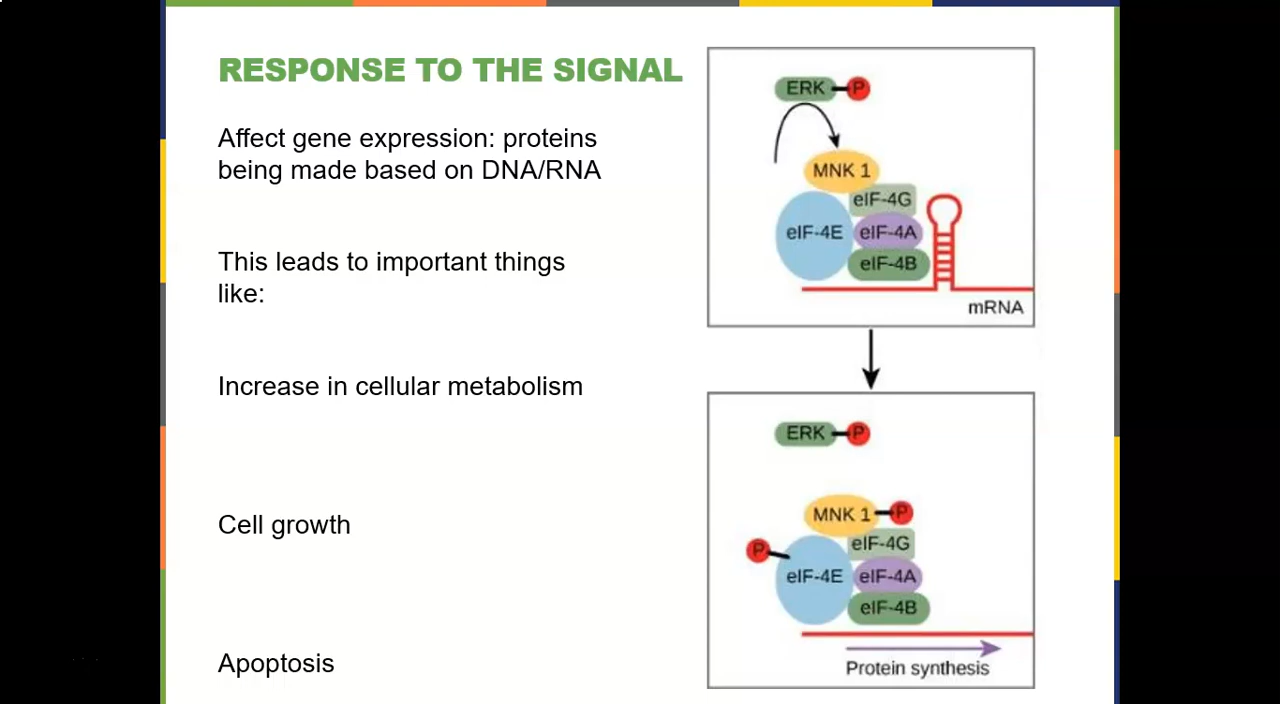 RESPONSE TO THE SIGNAL
Affect gene expression: proteins
being made based on DNA/RNA
This leads to important things
like:
Increase in cellular metabolism
Cell growth
Apoptosis
ERK P
MNK 1
eIF-4G
eIF-4E eIF-4A
eIF-4B
mRNA
ERK P
MNK 1 P
P
eIF-4G
eIF-4E eIF-4A
eIF-4B
Protein synthesis